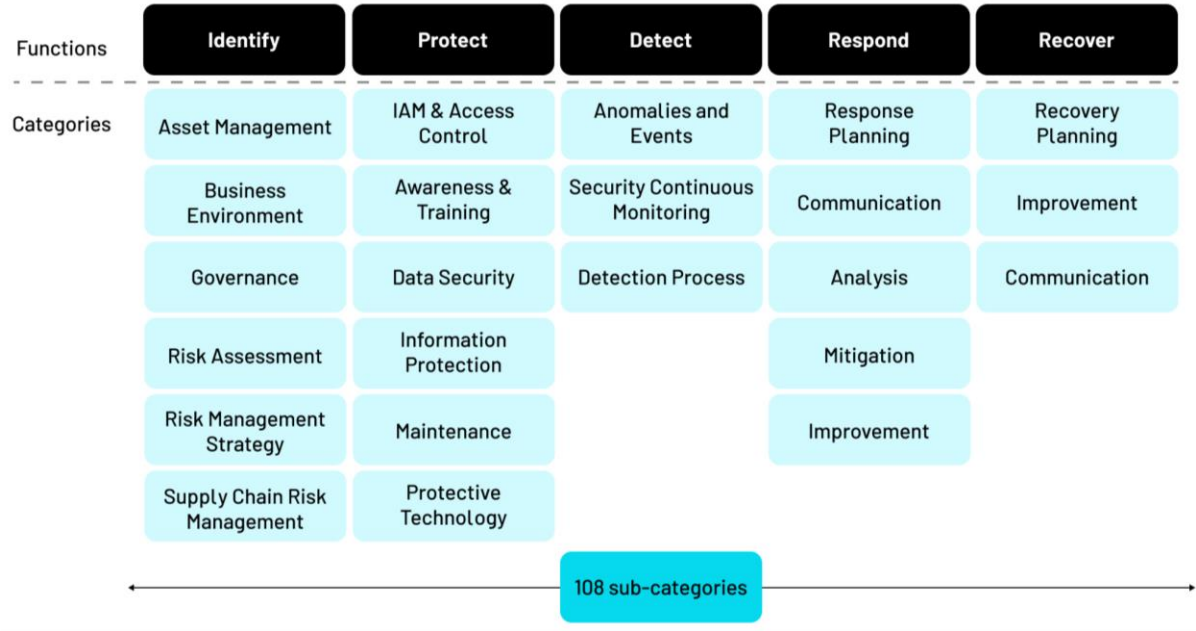 Functions
Identify
Protect
Detect
Respond
Recover
Categories
Asset Management
IAM & Access
Control
Anomalies and
Events
Response
Planning
Recovery
Planning
Business
Environment
Awareness &
Training
Security Continuous
Monitoring
Communication
Improvement
Governance
Data Security
Detection Process
Analysis
Communication
Risk Assessment
Information
Protection
Mitigation
Risk Management
Strategy
Maintenance
Improvement
Supply Chain Risk
Management
Protective
Technology
108 sub-categories